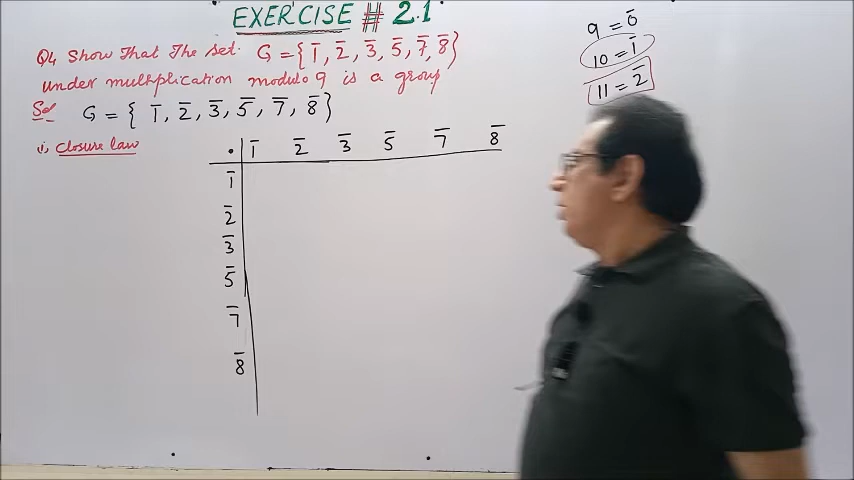 EXERCISE # 2.1
Q4 Show That The set G = { 1̄, 2̄, 3̄, 5̄, 7̄, 8̄ }
under multiplication modulo 9 is a group
Sol G = { 1̄, 2̄, 3̄, 5̄, 7̄, 8̄ }
i, closure law
• 1̄ 2̄ 3̄ 5̄ 7̄ 8̄
1̄
2̄
3̄
5̄
7̄
8̄
9 = 0̄
10 = 1̄
11 = 2̄